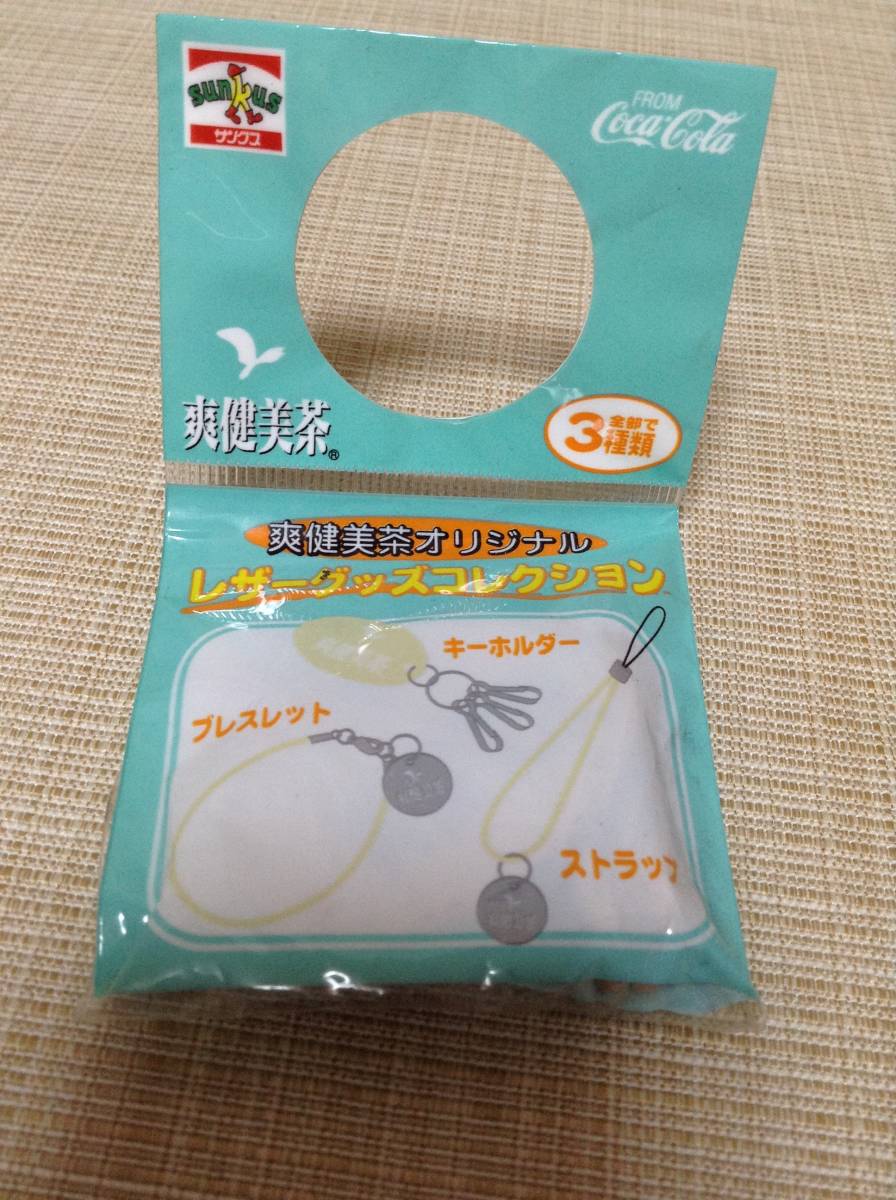 sunkus
サンクス
FROM
Coca-Cola
爽健美茶®
全部で
3種類
爽健美茶オリジナル
レザーグッズコレクション
キーホルダー
ブレスレット
ストラップ